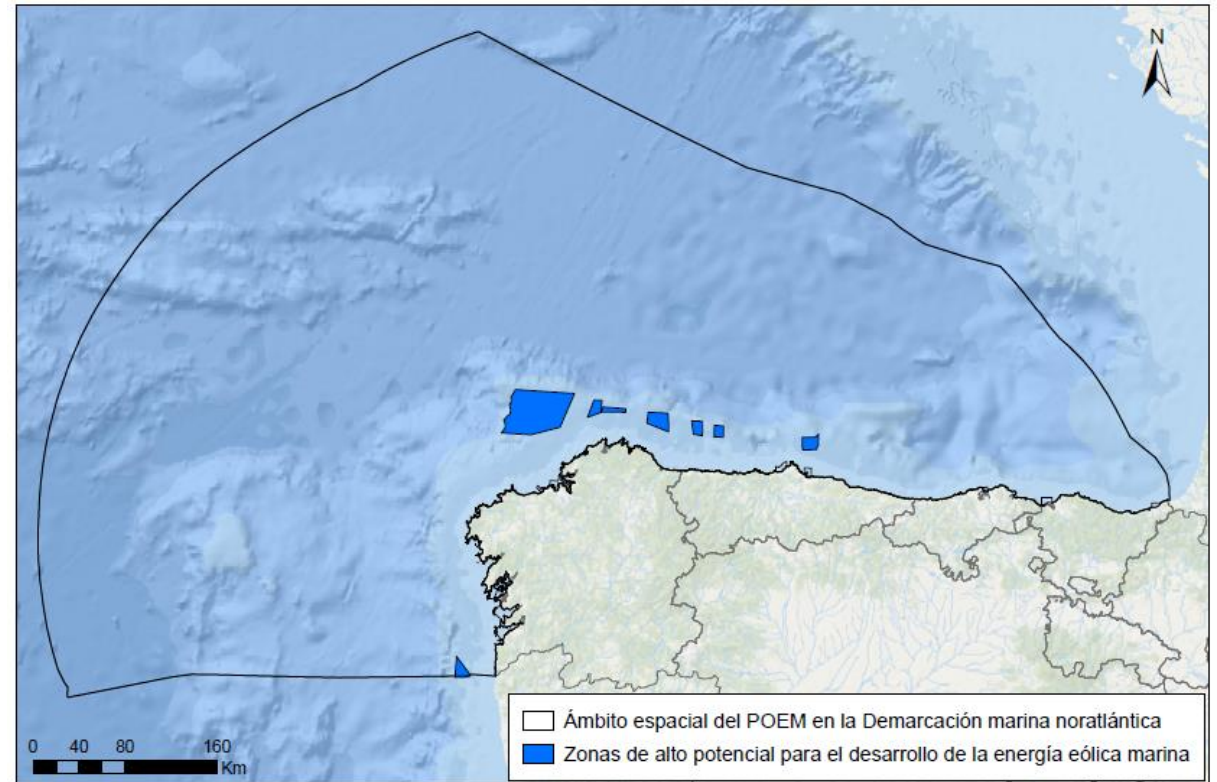 N
Ámbito espacial del POEM en la Demarcación marina noratlántica
Zonas de alto potencial para el desarrollo de la energía eólica marina
0 40 80 160
Km